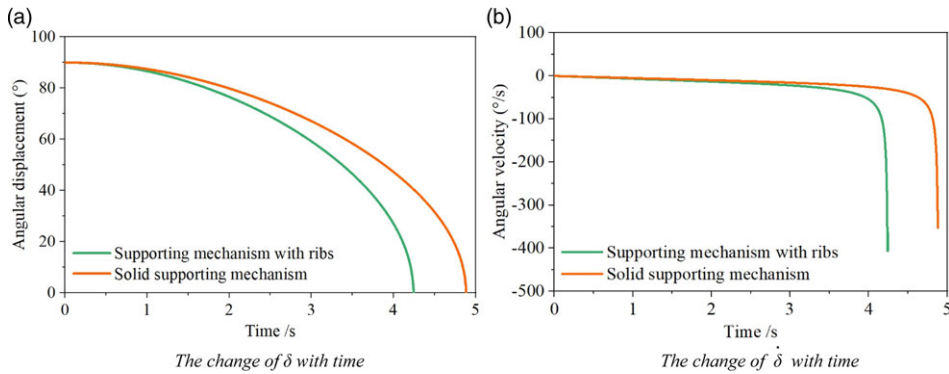 (a)
100
80
60
40
20
0
Angular displacement (°)
Supporting mechanism with ribs
Solid supporting mechanism
0 1 2 3 4 5
Time /s
The change of δ with time
(b)
0
-100
-200
-300
-400
-500
Angular velocity (°/s)
Supporting mechanism with ribs
Solid supporting mechanism
0 1 2 3 4 5
Time /s
The change of δ̇ with time